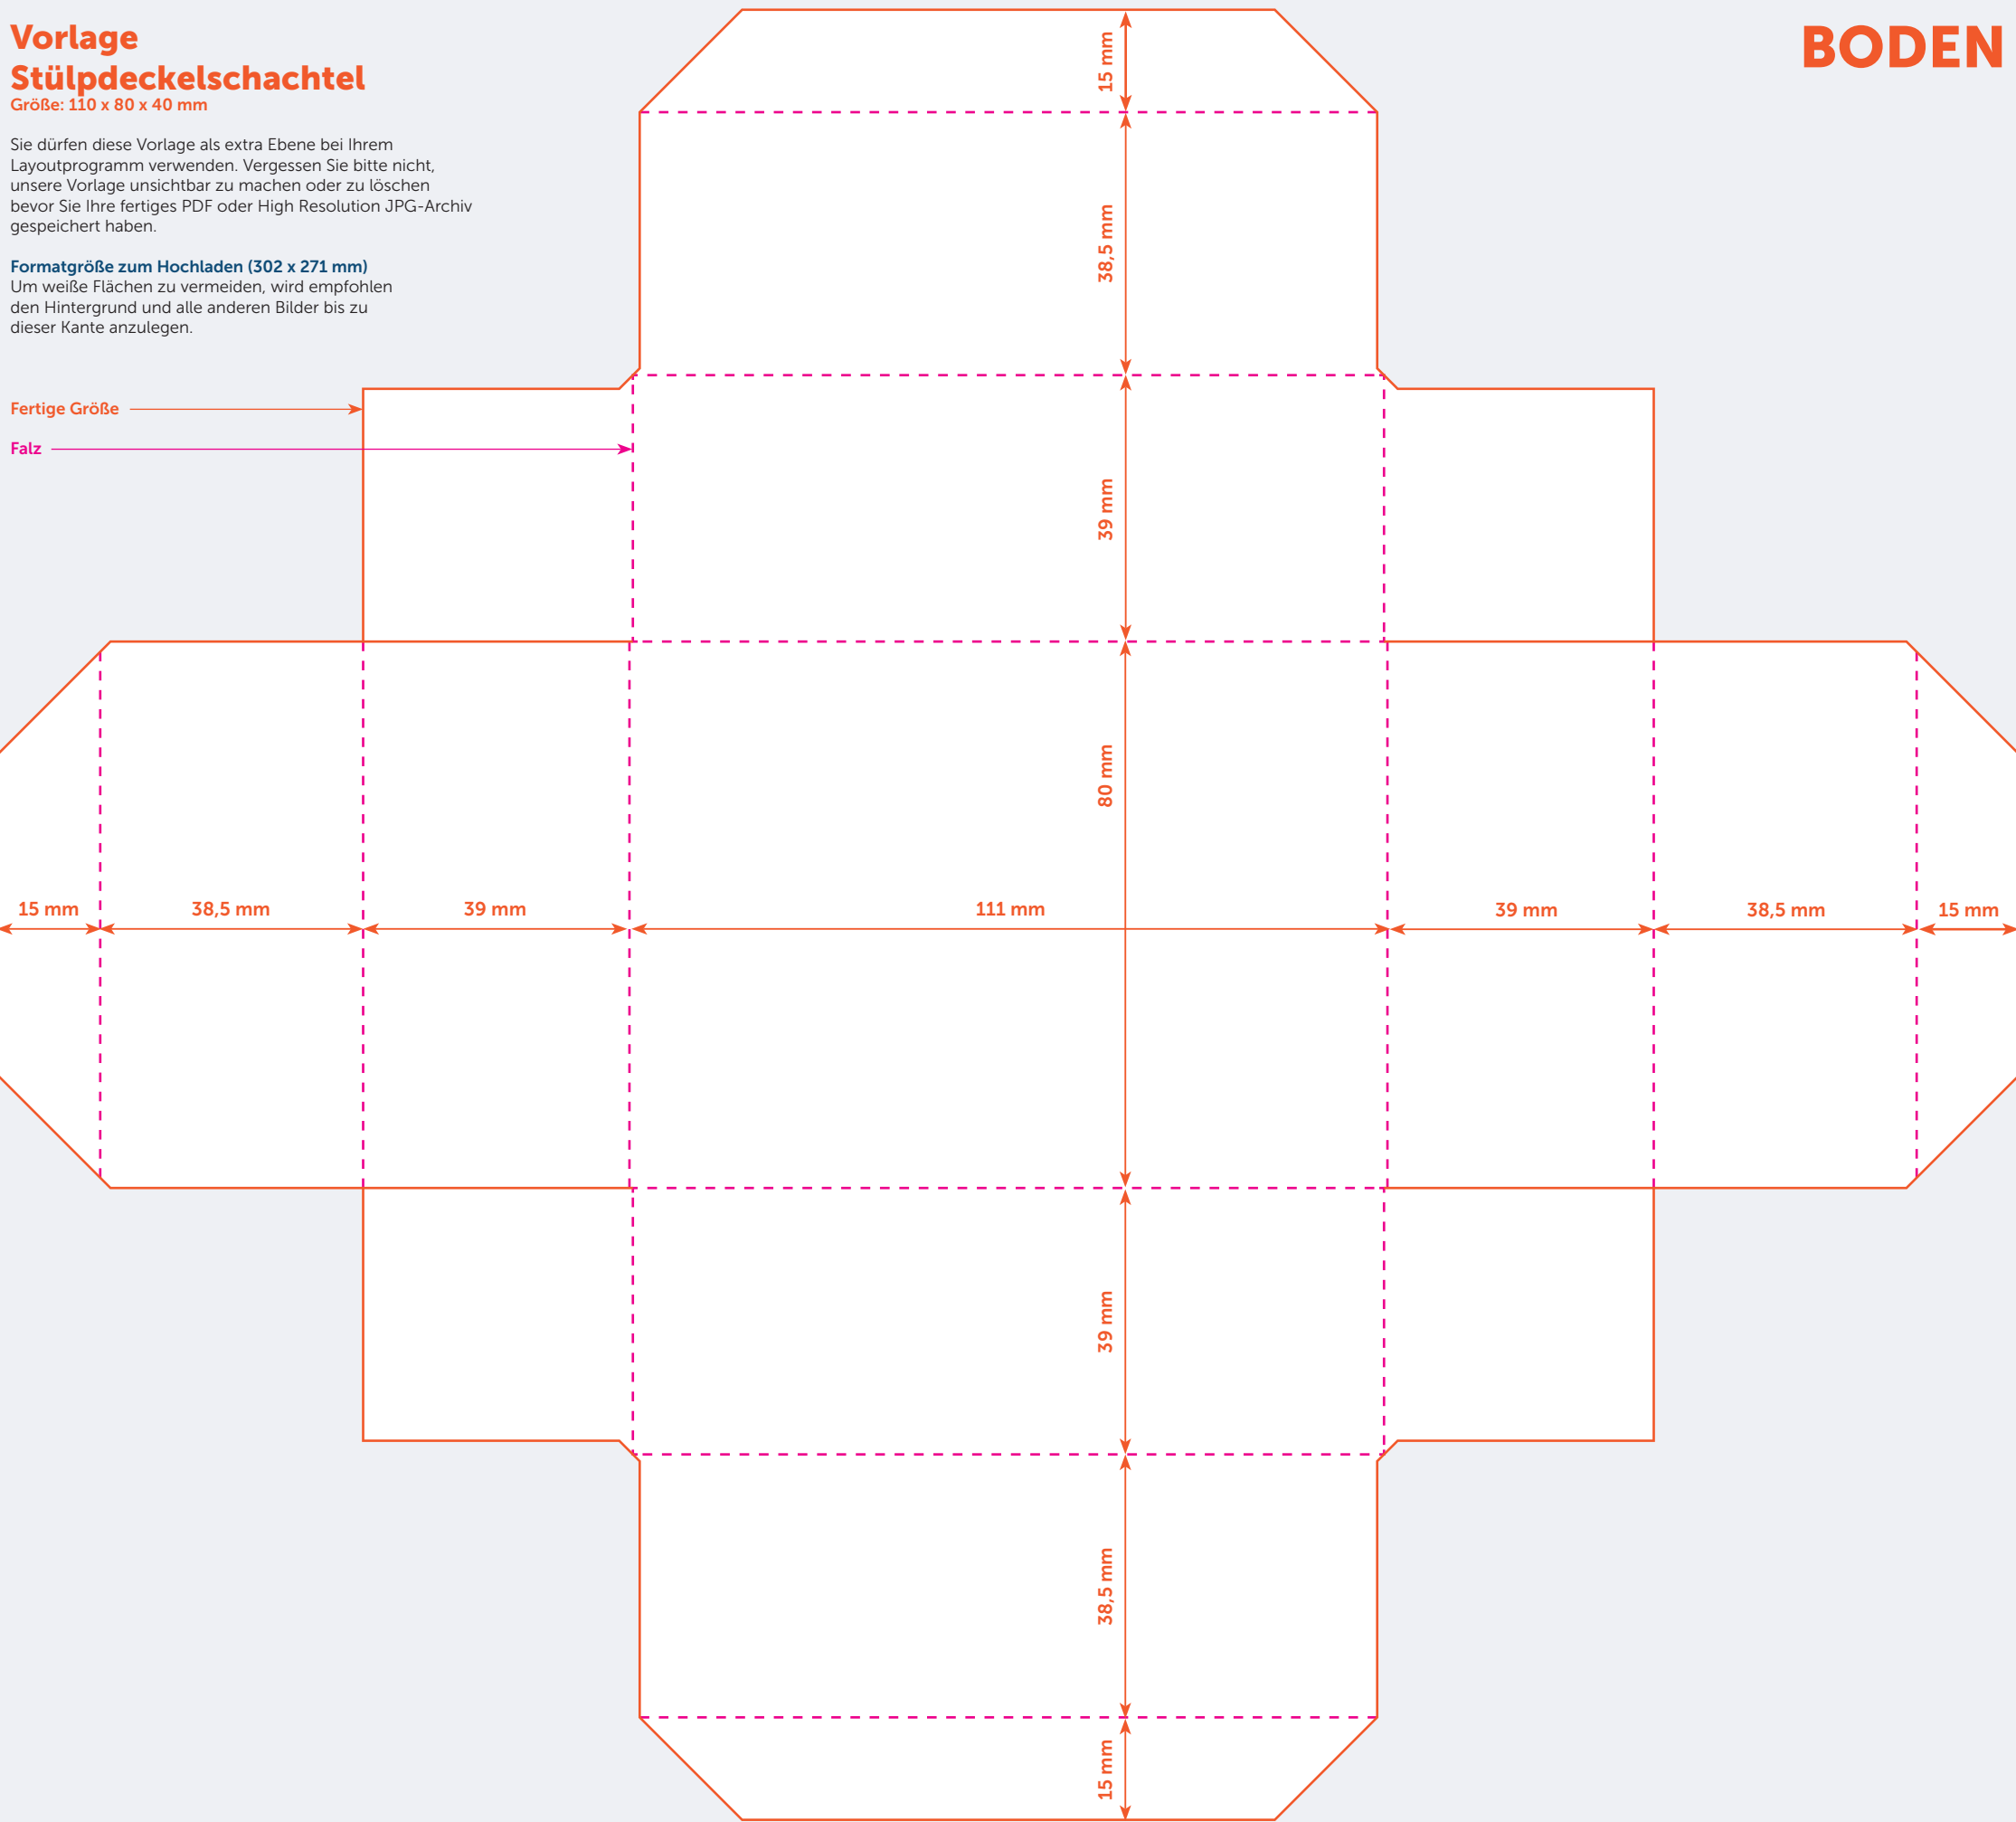 Vorlage
Stülpdeckelschachtel
Größe: 110 x 80 x 40 mm
BODEN
Sie dürfen diese Vorlage als extra Ebene bei Ihrem
Layoutprogramm verwenden. Vergessen Sie bitte nicht,
unsere Vorlage unsichtbar zu machen oder zu löschen
bevor Sie Ihre fertiges PDF oder High Resolution JPG-Archiv
gespeichert haben.
Formatgröße zum Hochladen (302 x 271 mm)
Um weiße Flächen zu vermeiden, wird empfohlen
den Hintergrund und alle anderen Bilder bis zu
dieser Kante anzulegen.
Fertige Größe
Falz
15 mm
38,5 mm
39 mm
80 mm
15 mm
38,5 mm
39 mm
111 mm
39 mm
38,5 mm
15 mm
39 mm
38,5 mm
15 mm